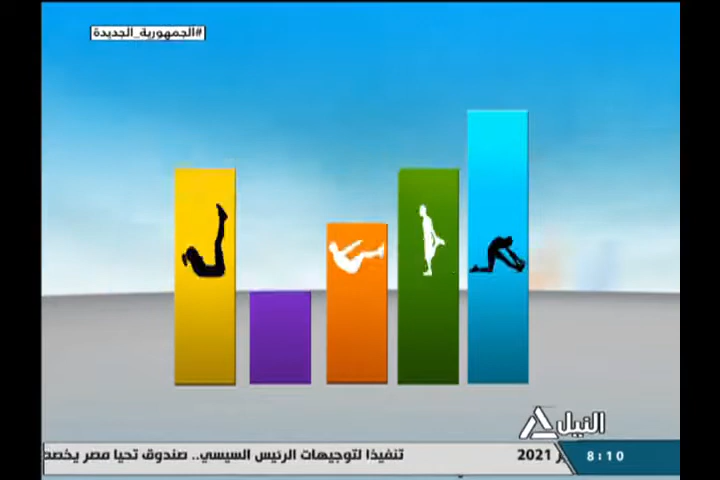 #الجمهورية_الجديدة
النيل
تنفيذا لتوجيهات الرئيس السيسي.. صندوق تحيا مصر يخصص
2021
8:10